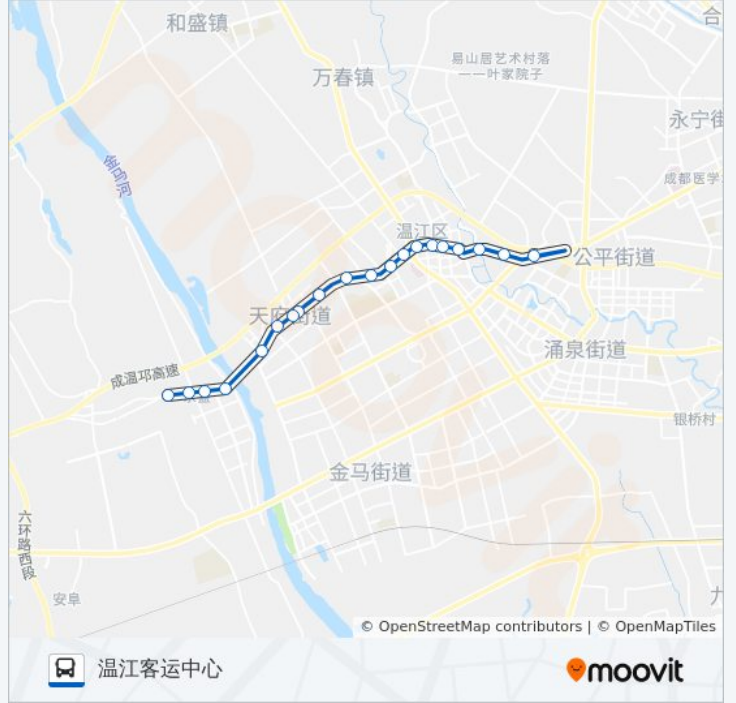 和盛镇
合
易山居艺术村落
一一叶家院子
万春镇
永宁街
金马河
成都医学
温江区
公平街道
天府街道
涌泉街道
成温邛高速
银桥村
金马街道
六环路西段
安阜
九
© OpenStreetMap contributors | © OpenMapTiles
温江客运中心
moovit